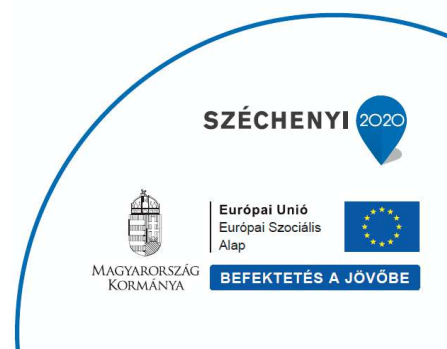 SZÉCHENYI 2020
Európai Unió
Európai Szociális
Alap
MAGYARORSZÁG
KORMÁNYA
BEFEKTETÉS A JÖVŐBE